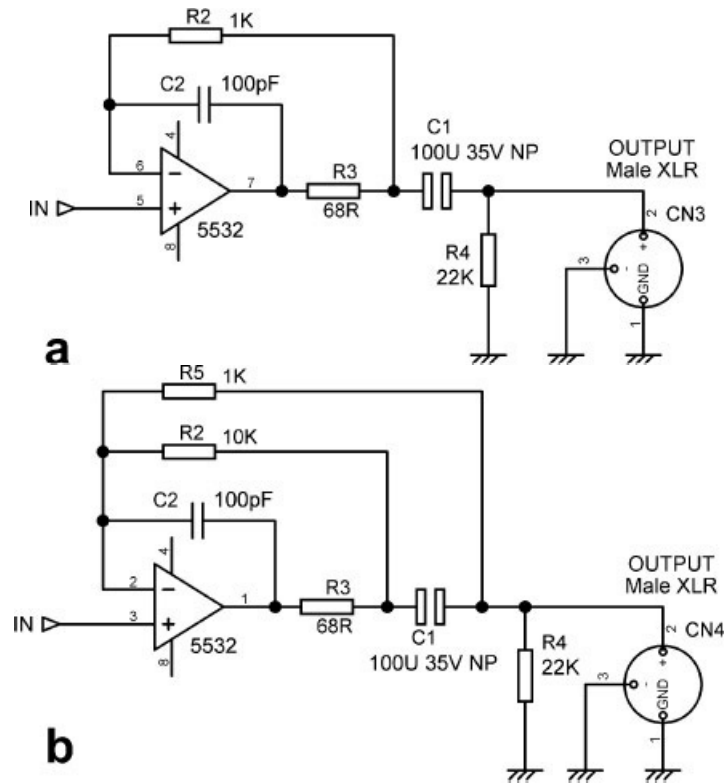 R2 1K
C2 100pF
4
6
-
5
+
7
8
IN
5532
R3
68R
C1
100U 35V NP
R4
22K
OUTPUT
Male XLR
CN3
2
+
3
-
GND
1
a
R5 1K
R2 10K
C2 100pF
4
2
-
3
+
1
8
IN
5532
R3
68R
C1
100U 35V NP
R4
22K
OUTPUT
Male XLR
CN4
2
+
3
-
GND
1
b